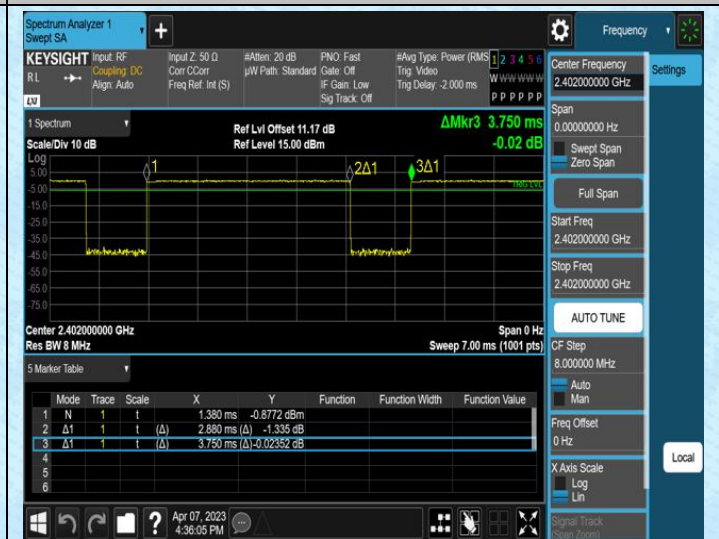 Spectrum Analyzer 1
Swept SA
+
Frequency
KEYSIGHT
RL
LXI
Input: RF
Coupling: DC
Align: Auto
Input Z: 50 Ω
Corr CCorr
Freq Ref: Int (S)
#Atten: 20 dB
µW Path: Standard
PNO: Fast
Gate: Off
IF Gain: Low
Sig Track: Off
#Avg Type: Power (RMS
Trig: Video
Trig Delay: -2.000 ms
1 2 3 4 5 6
W W W W W W
P P P P P P
Center Frequency
2.402000000 GHz
Settings
Span
0.00000000 Hz
Swept Span
Zero Span
Full Span
Start Freq
2.402000000 GHz
Stop Freq
2.402000000 GHz
AUTO TUNE
CF Step
8.000000 MHz
Auto
Man
Freq Offset
0 Hz
X Axis Scale
Log
Lin
Signal Track
(Span Zoom)
Local
1 Spectrum
Scale/Div 10 dB
Ref Lvl Offset 11.17 dB
Ref Level 15.00 dBm
ΔMkr3 3.750 ms
-0.02 dB
Log
5.00
-5.00
-15.0
-25.0
-35.0
-45.0
-55.0
-65.0
-75.0
1
2Δ1
3Δ1
TRIG LVL
Center 2.402000000 GHz
Span 0 Hz
Res BW 8 MHz
Sweep 7.00 ms (1001 pts)
5 Marker Table
Mode Trace Scale X Y Function Function Width Function Value
1 N 1 t 1.380 ms -0.8772 dBm
2 Δ1 1 t (Δ) 2.880 ms (Δ) -1.335 dB
3 Δ1 1 t (Δ) 3.750 ms (Δ) -0.02352 dB
4
5
6
?
Apr 07, 2023
4:36:05 PM